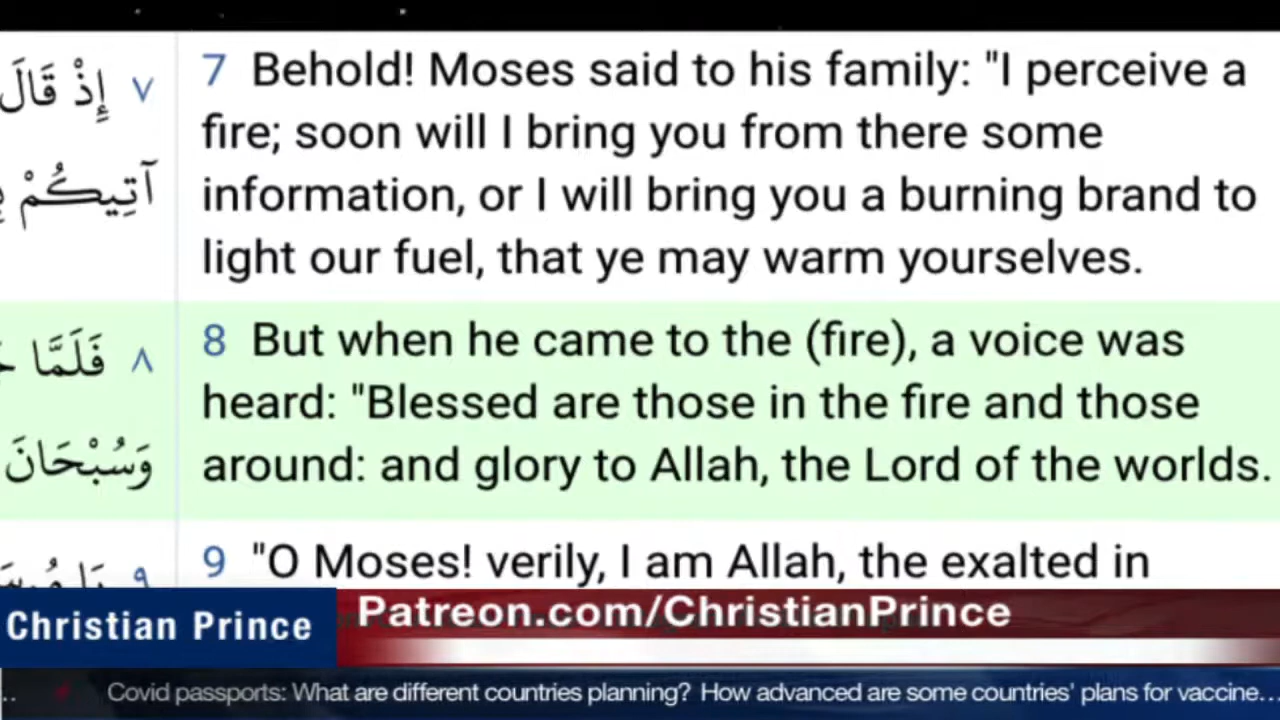 7 Behold! Moses said to his family: "I perceive a
fire; soon will I bring you from there some
information, or I will bring you a burning brand to
light our fuel, that ye may warm yourselves.
٧ إِذْ قَالَ
آتِيكُمْ
8 But when he came to the (fire), a voice was
heard: "Blessed are those in the fire and those
around: and glory to Allah, the Lord of the worlds.
٨ فَلَمَّا
وَسُبْحَانَ
9 "O Moses! verily, I am Allah, the exalted in
٩
Christian Prince
Patreon.com/ChristianPrince
.. Covid passports: What are different countries planning? How advanced are some countries' plans for vaccine...